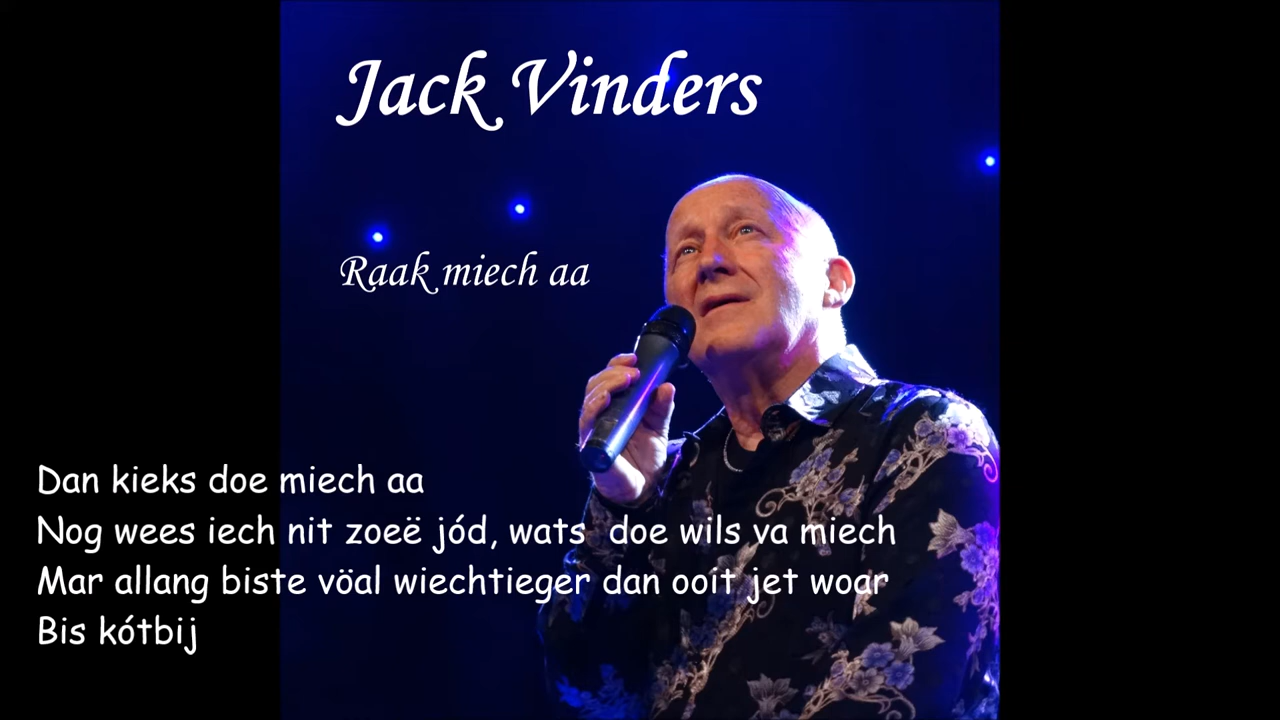 Jack Vinders
Raak miech aa
Dan kieks doe miech aa
Nog wees iech nit zoeë jód, wats  doe wils va miech
Mar allang biste vöal wiechtieger dan ooit jet woar
Bis kótbij